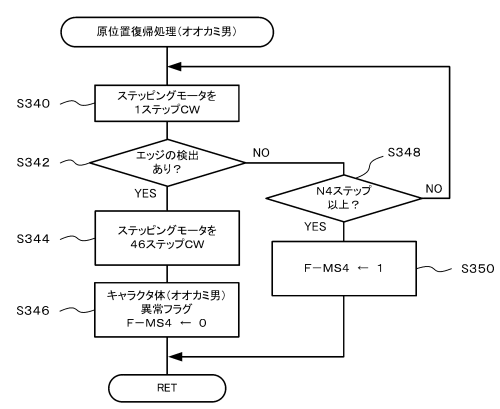 原位置復帰処理(オオカミ男)
S340
ステッピングモータを
1ステップCW
S342
エッジの検出
あり？
NO
YES
S348
N4ステップ
以上？
NO
YES
S344
ステッピングモータを
46ステップCW
S350
F−MS4 ← 1
S346
キャラクタ体(オオカミ男)
異常フラグ
F−MS4 ← 0
RET